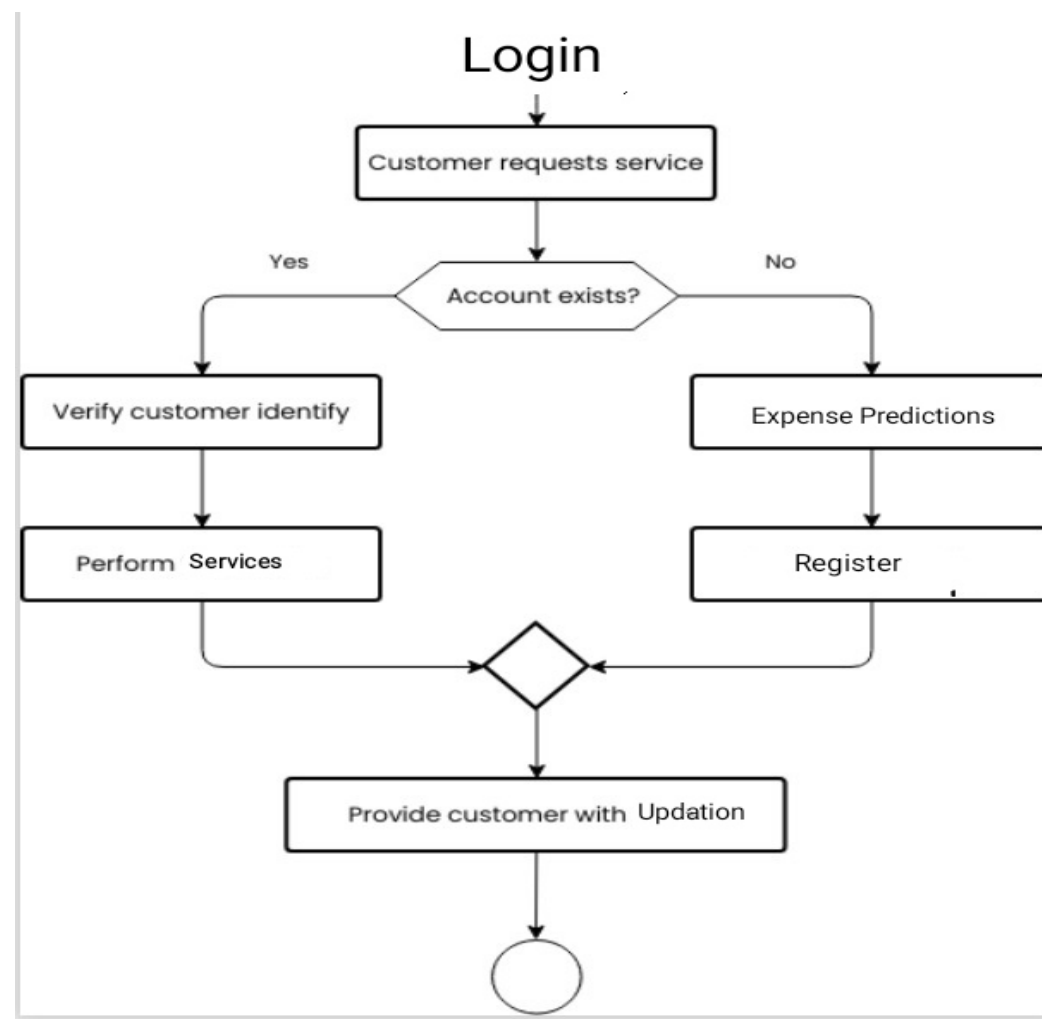 Login
Customer requests service
Yes
No
Account exists?
Verify customer identify
Expense Predictions
Perform Services
Register
Provide customer with Updation